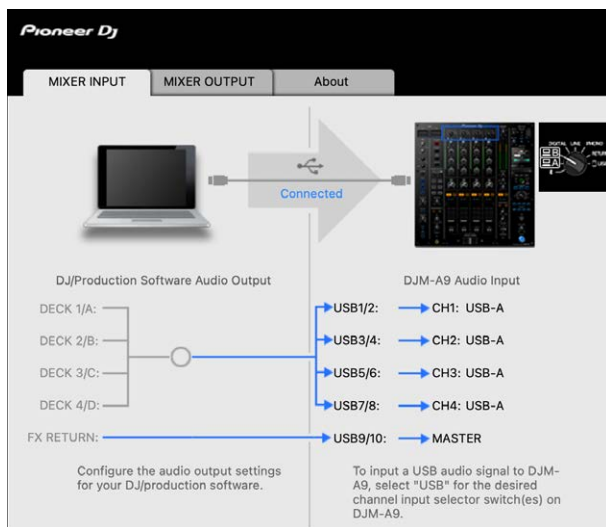 Pioneer Dj
MIXER INPUT
MIXER OUTPUT
About
Connected
DIGITAL LINE PHONO
B
A
RETURN
DJ/Production Software Audio Output
DJM-A9 Audio Input
DECK 1/A:
USB1/2:
CH1: USB-A
DECK 2/B:
USB3/4:
CH2: USB-A
DECK 3/C:
USB5/6:
CH3: USB-A
DECK 4/D:
USB7/8:
CH4: USB-A
FX RETURN:
USB9/10:
MASTER
Configure the audio output settings
for your DJ/production software.
To input a USB audio signal to DJM-
A9, select "USB" for the desired
channel input selector switch(es) on
DJM-A9.